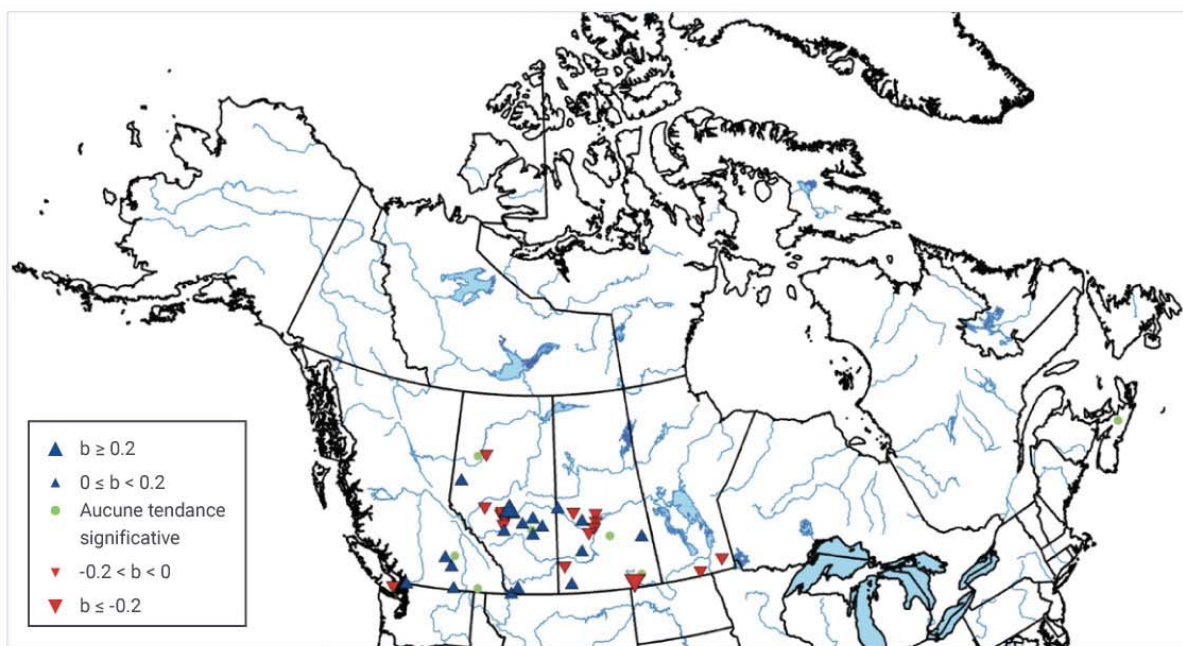 b ≥ 0.2
0 ≤ b < 0.2
Aucune tendance
significative
-0.2 < b < 0
b ≤ -0.2